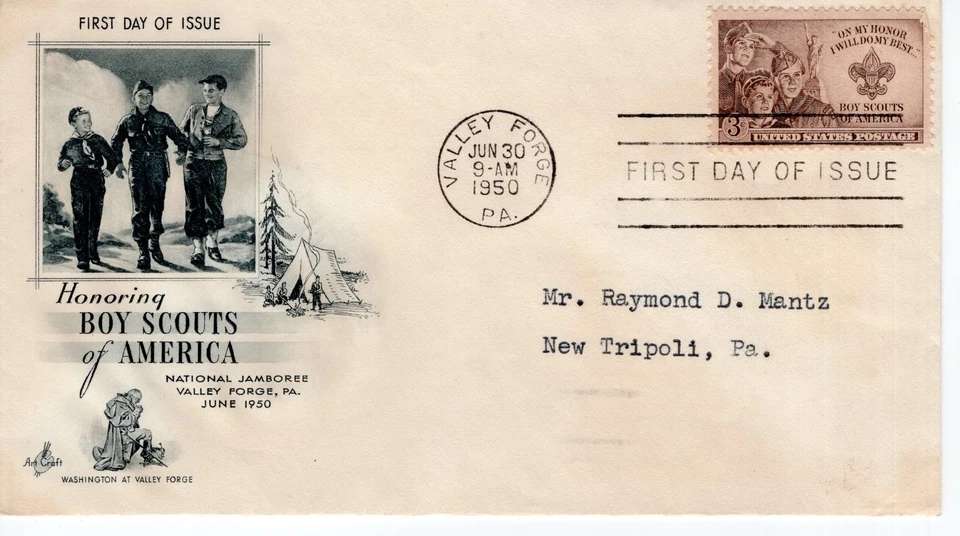 FIRST DAY OF ISSUE
Honoring
BOY SCOUTS
of AMERICA
NATIONAL JAMBOREE
VALLEY FORGE, PA.
JUNE 1950
Art Craft
WASHINGTON AT VALLEY FORGE
VALLEY FORGE
JUN 30
9-AM
1950
PA.
"ON MY HONOR
I WILL DO MY BEST..."
BOY SCOUTS
OF AMERICA
3¢
UNITED STATES POSTAGE
FIRST DAY OF ISSUE
Mr. Raymond D. Mantz
New Tripoli, Pa.